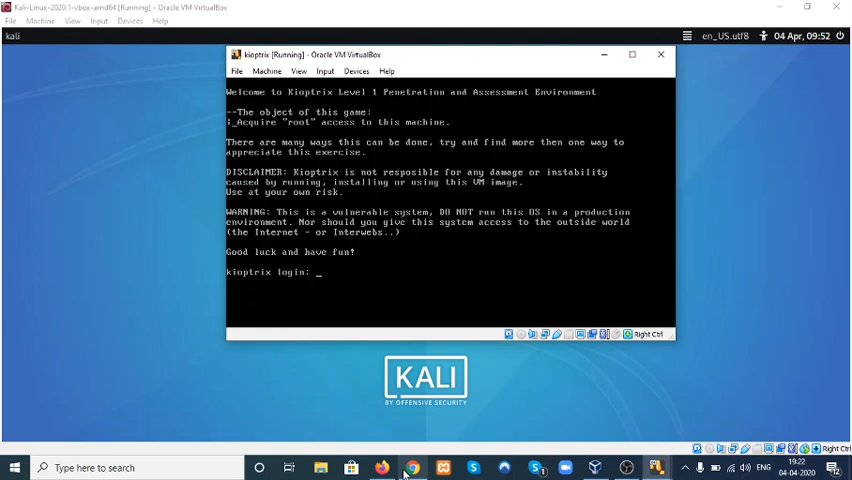 Kali-Linux-2020.1-vbox-amd64 [Running] - Oracle VM VirtualBox
File Machine View Input Devices Help
kali en_US.utf8 04 Apr, 09:52
kioptrix [Running] - Oracle VM VirtualBox
File Machine View Input Devices Help
Welcome to Kioptrix Level 1 Penetration and Assessment Environment
--The object of this game:
|_Acquire "root" access to this machine.
There are many ways this can be done, try and find more then one way to
appreciate this exercise.
DISCLAIMER: Kioptrix is not resposible for any damage or instability
caused by running, installing or using this VM image.
Use at your own risk.
WARNING: This is a vulnerable system, DO NOT run this OS in a production
environment. Nor should you give this system access to the outside world
(the Internet - or Interwebs..)
Good luck and have fun!
kioptrix login: _
Right Ctrl
KALI
BY OFFENSIVE SECURITY
Right Ctrl
Type here to search
ENG
19:22
04-04-2020
12